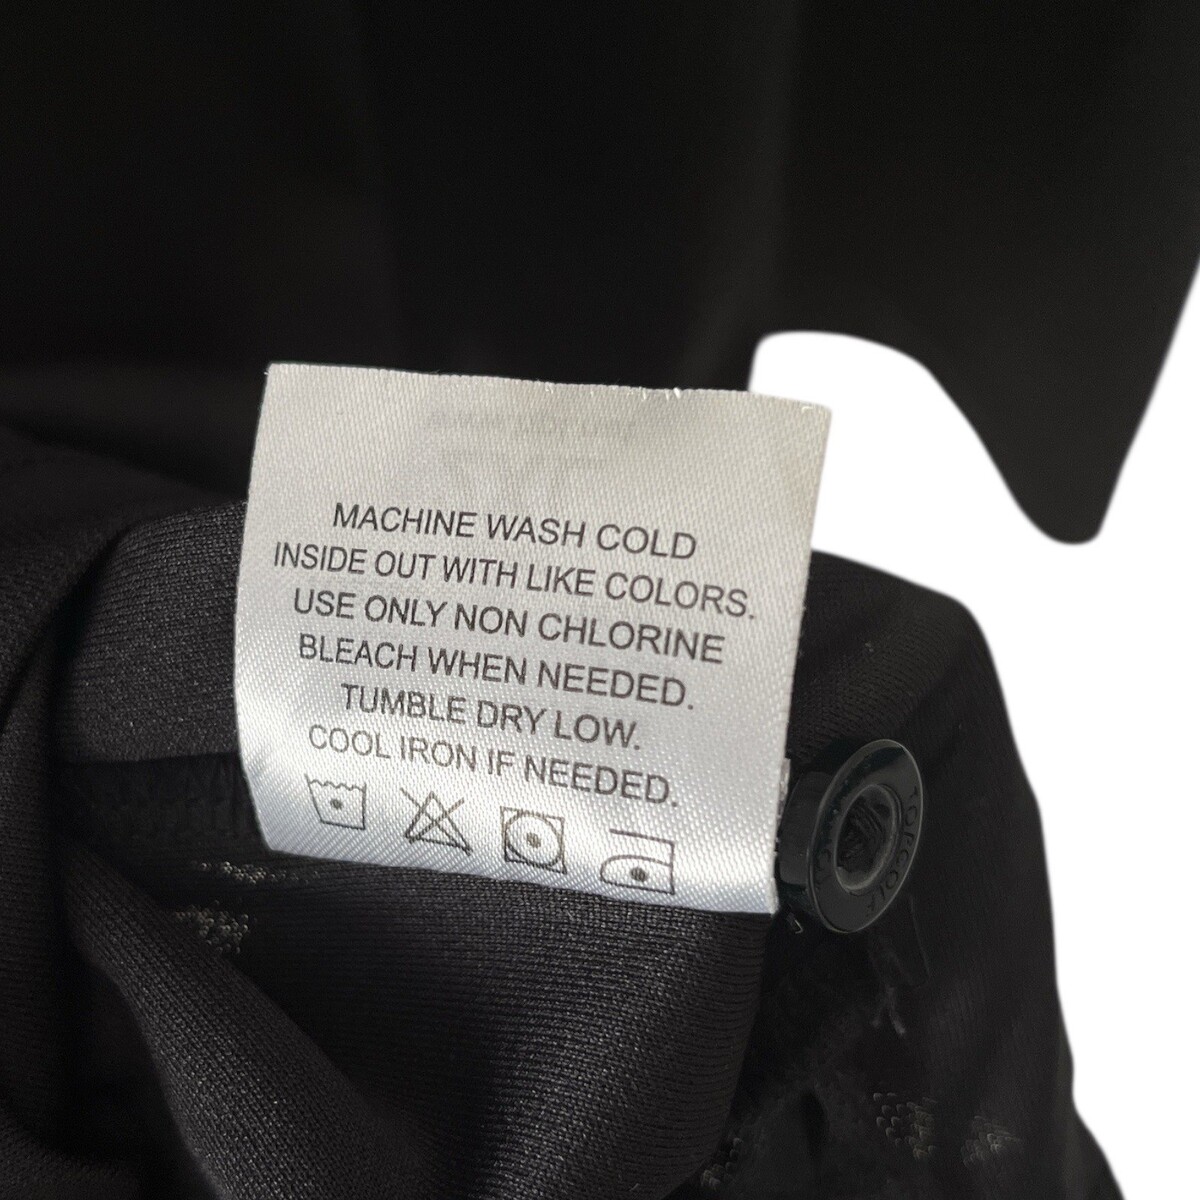 MACHINE WASH COLD
INSIDE OUT WITH LIKE COLORS.
USE ONLY NON CHLORINE
BLEACH WHEN NEEDED.
TUMBLE DRY LOW.
COOL IRON IF NEEDED.